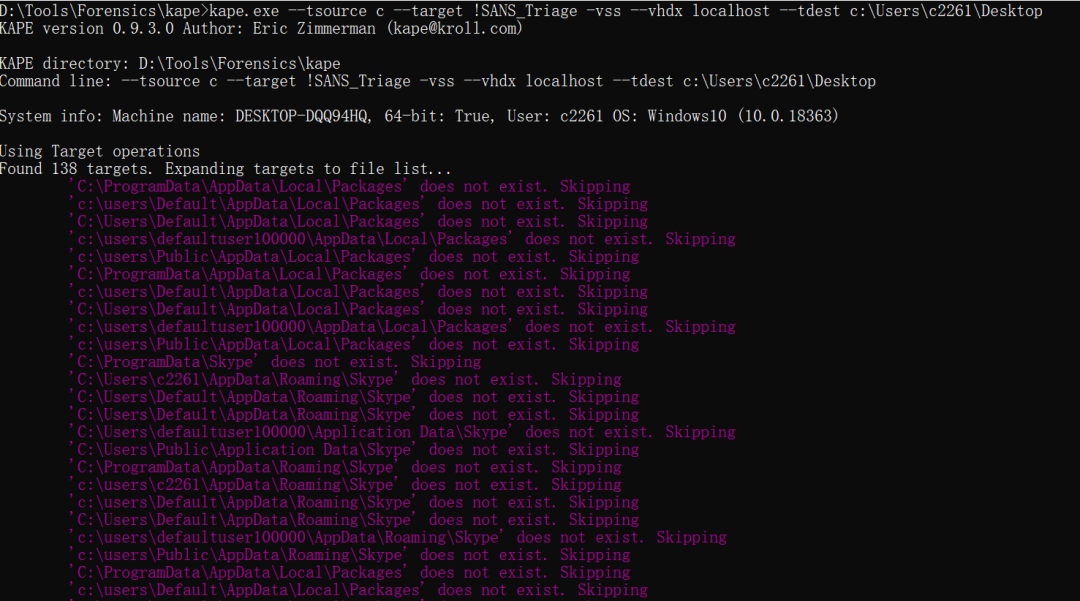 D:\Tools\Forensics\kape>kape.exe --tsource c --target !SANS_Triage -vss --vhdx localhost --tdest c:\Users\c2261\Desktop
KAPE version 0.9.3.0 Author: Eric Zimmerman (kape@kroll.com)
KAPE directory: D:\Tools\Forensics\kape
Command line: --tsource c --target !SANS_Triage -vss --vhdx localhost --tdest c:\Users\c2261\Desktop
System info: Machine name: DESKTOP-DQQ94HQ, 64-bit: True, User: c2261 OS: Windows10 (10.0.18363)
Using Target operations
Found 138 targets. Expanding targets to file list...
'C:\ProgramData\AppData\Local\Packages' does not exist. Skipping
'c:\users\Default\AppData\Local\Packages' does not exist. Skipping
'C:\Users\Default\AppData\Local\Packages' does not exist. Skipping
'c:\users\defaultuser100000\AppData\Local\Packages' does not exist. Skipping
'c:\users\Public\AppData\Local\Packages' does not exist. Skipping
'C:\ProgramData\AppData\Local\Packages' does not exist. Skipping
'c:\users\Default\AppData\Local\Packages' does not exist. Skipping
'C:\Users\Default\AppData\Local\Packages' does not exist. Skipping
'c:\users\defaultuser100000\AppData\Local\Packages' does not exist. Skipping
'c:\users\Public\AppData\Local\Packages' does not exist. Skipping
'C:\ProgramData\Skype' does not exist. Skipping
'C:\Users\c2261\AppData\Roaming\Skype' does not exist. Skipping
'C:\Users\Default\AppData\Roaming\Skype' does not exist. Skipping
'C:\Users\Default\AppData\Roaming\Skype' does not exist. Skipping
'C:\Users\defaultuser100000\Application Data\Skype' does not exist. Skipping
'C:\Users\Public\Application Data\Skype' does not exist. Skipping
'C:\ProgramData\AppData\Roaming\Skype' does not exist. Skipping
'c:\users\c2261\AppData\Roaming\Skype' does not exist. Skipping
'c:\users\Default\AppData\Roaming\Skype' does not exist. Skipping
'C:\Users\Default\AppData\Roaming\Skype' does not exist. Skipping
'c:\users\defaultuser100000\AppData\Roaming\Skype' does not exist. Skipping
'c:\users\Public\AppData\Roaming\Skype' does not exist. Skipping
'C:\ProgramData\AppData\Local\Packages' does not exist. Skipping
'c:\users\Default\AppData\Local\Packages' does not exist. Skipping